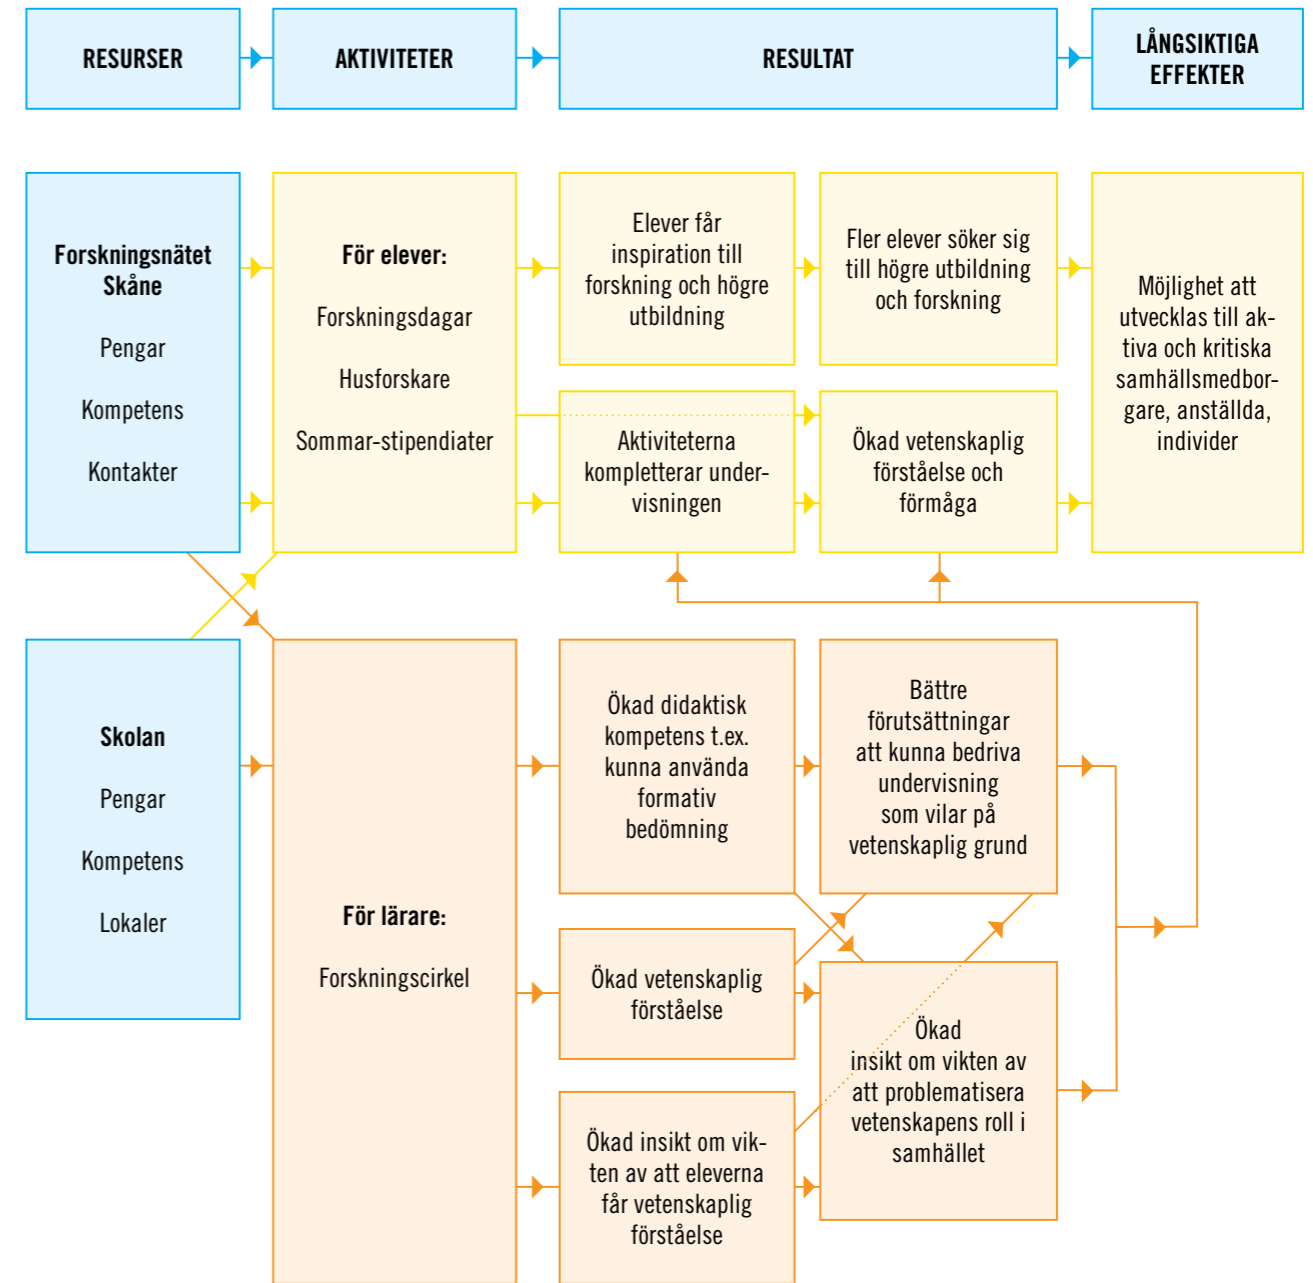 RESURSER
AKTIVITETER
RESULTAT
LÅNGSIKTIGA
EFFEKTER
Forskningsnätet
Skåne
Pengar
Kompetens
Kontakter
För elever:
Forskningsdagar
Husforskare
Sommar-stipendiater
Elever får
inspiration till
forskning och högre
utbildning
Fler elever söker sig
till högre utbildning
och forskning
Aktiviteterna
kompletterar under-
visningen
Ökad vetenskaplig
förståelse och
förmåga
Möjlighet att
utvecklas till ak-
tiva och kritiska
samhällsmedbor-
gare, anställda,
individer
Skolan
Pengar
Kompetens
Lokaler
För lärare:
Forskningscirkel
Ökad didaktisk
kompetens t.ex.
kunna använda
formativ
bedömning
Bättre
förutsättningar
att kunna bedriva
undervisning
som vilar på
vetenskaplig grund
Ökad vetenskaplig
förståelse
Ökad
insikt om vikten av
att problematisera
vetenskapens roll i
samhället
Ökad insikt om vik-
ten av att eleverna
får vetenskaplig
förståelse